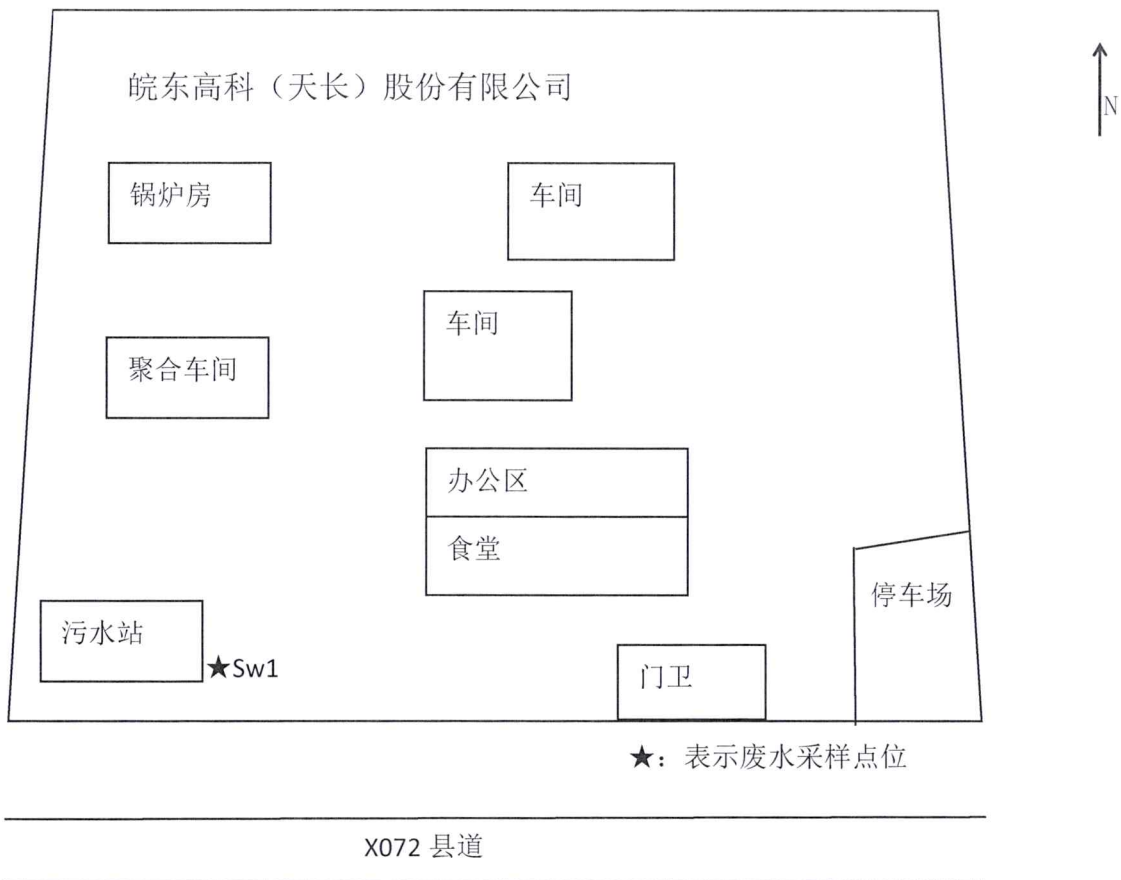 皖东高科（天长）股份有限公司
N
锅炉房
车间
车间
聚合车间
办公区
食堂
停车场
污水站
★Sw1
门卫
★：表示废水采样点位
X072 县道